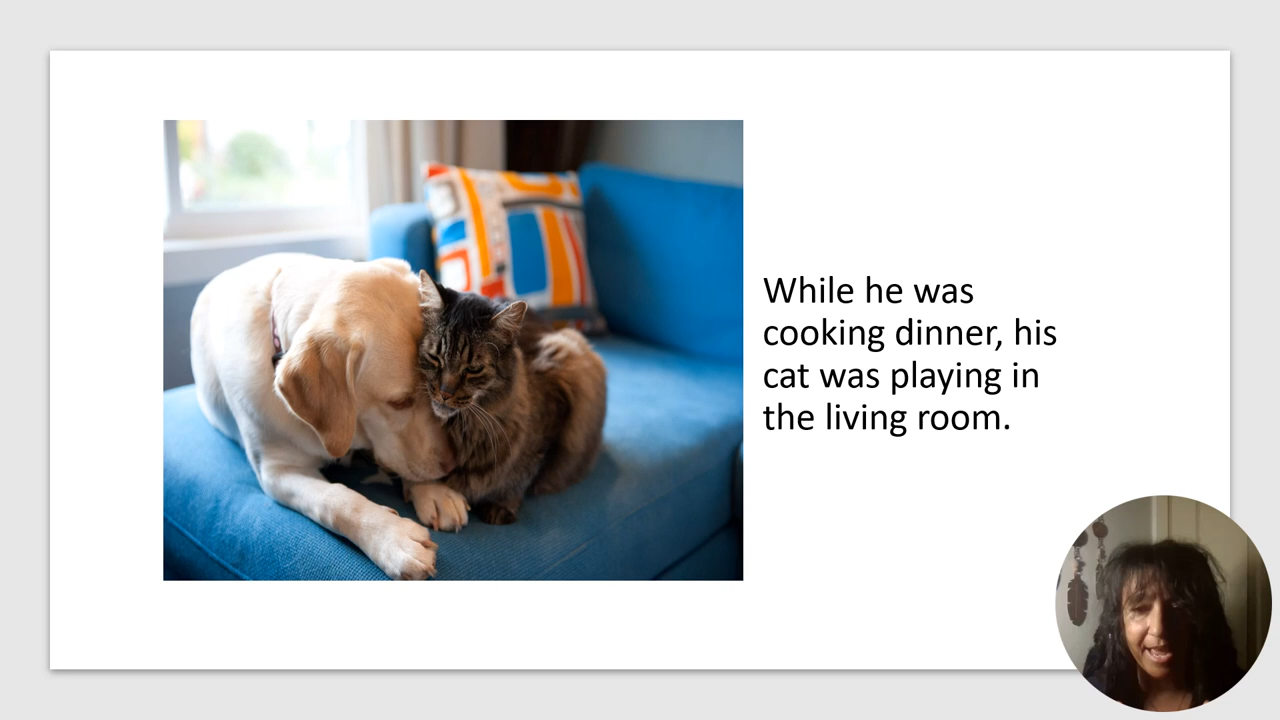 While he was
cooking dinner, his
cat was playing in
the living room.